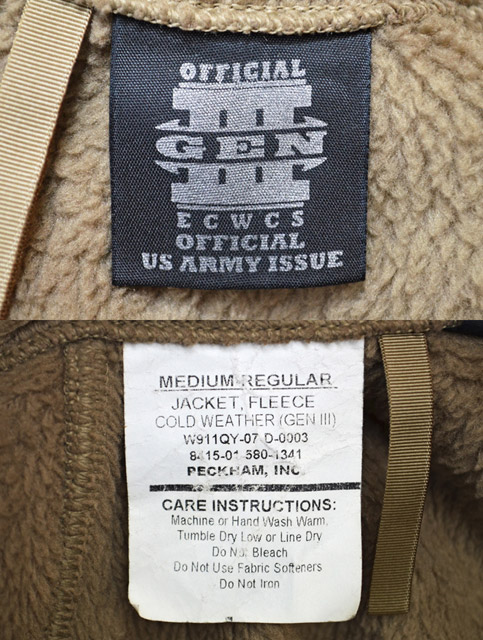 OFFICIAL
III
GEN
ECWCS
OFFICIAL
US ARMY ISSUE
MEDIUM-REGULAR
JACKET, FLEECE
COLD WEATHER (GEN III)
W911QY-07-D-0003
8415-01-580-1341
PECKHAM, INC.
CARE INSTRUCTIONS:
Machine or Hand Wash Warm.
Tumble Dry Low or Line Dry
Do Not Bleach
Do Not Use Fabric Softeners
Do Not Iron